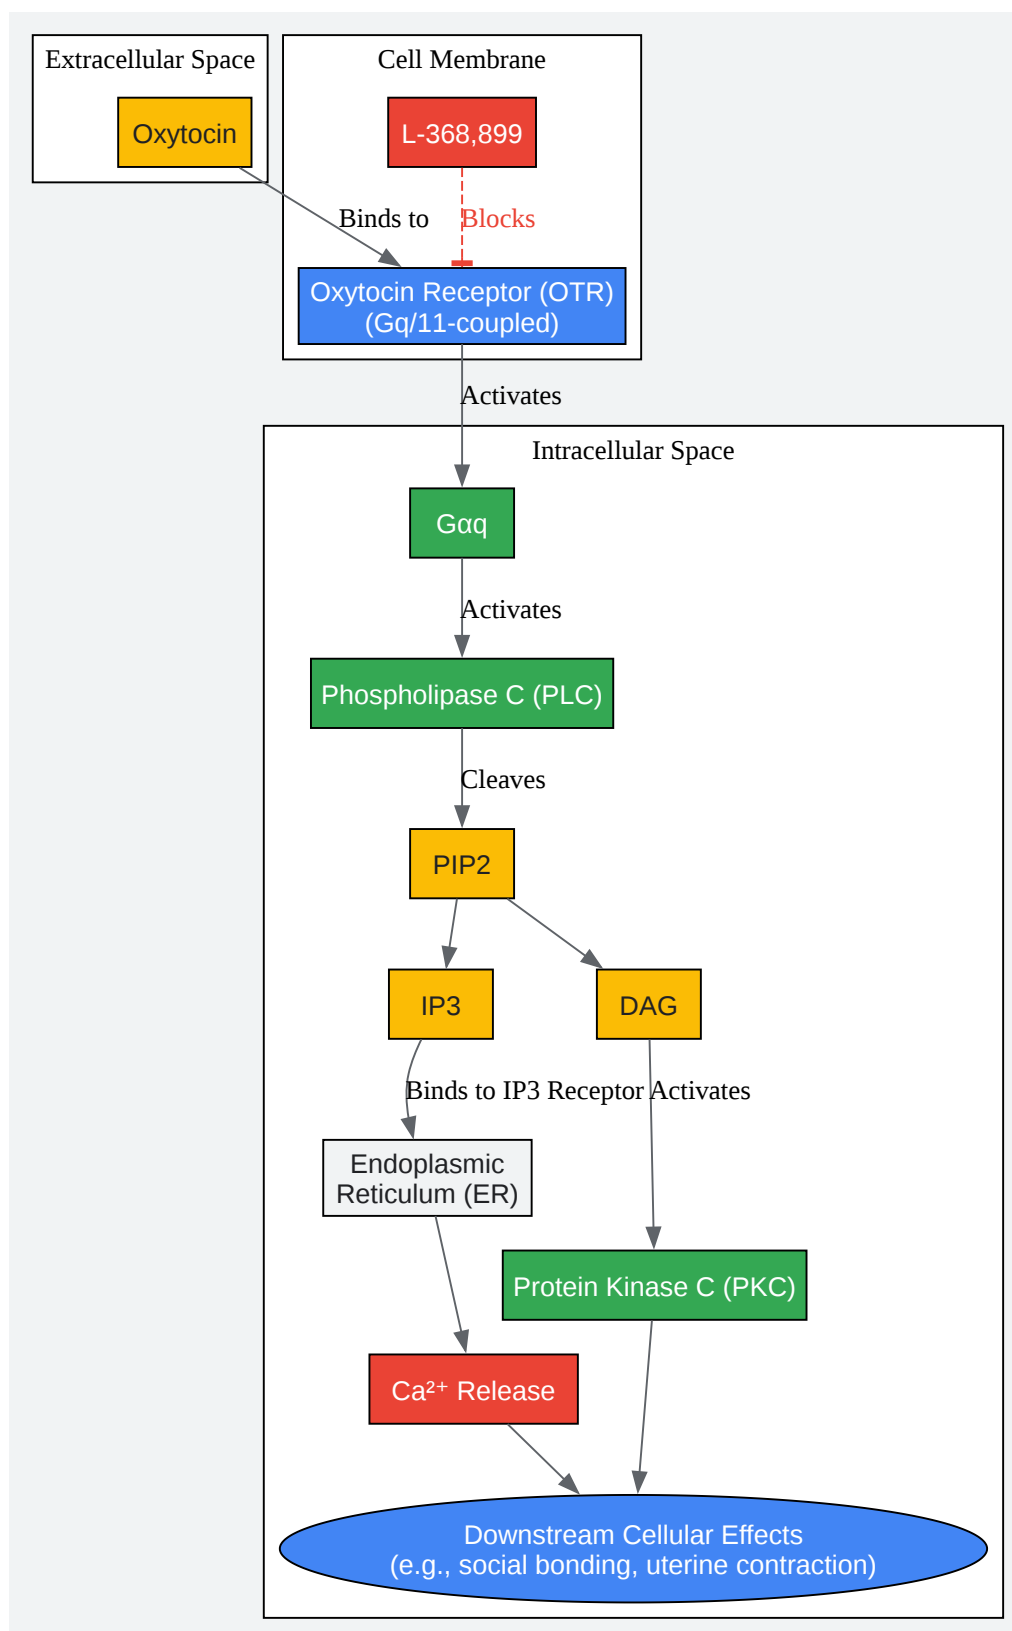 Extracellular Space
Cell Membrane
Oxytocin
L-368,899
Binds to
Blocks
Oxytocin Receptor (OTR)
(Gq/11-coupled)
Activates
Intracellular Space
Gαq
Activates
Phospholipase C (PLC)
Cleaves
PIP2
IP3
DAG
Binds to IP3 Receptor
Activates
Endoplasmic
Reticulum (ER)
Protein Kinase C (PKC)
Ca²⁺ Release
Downstream Cellular Effects
(e.g., social bonding, uterine contraction)